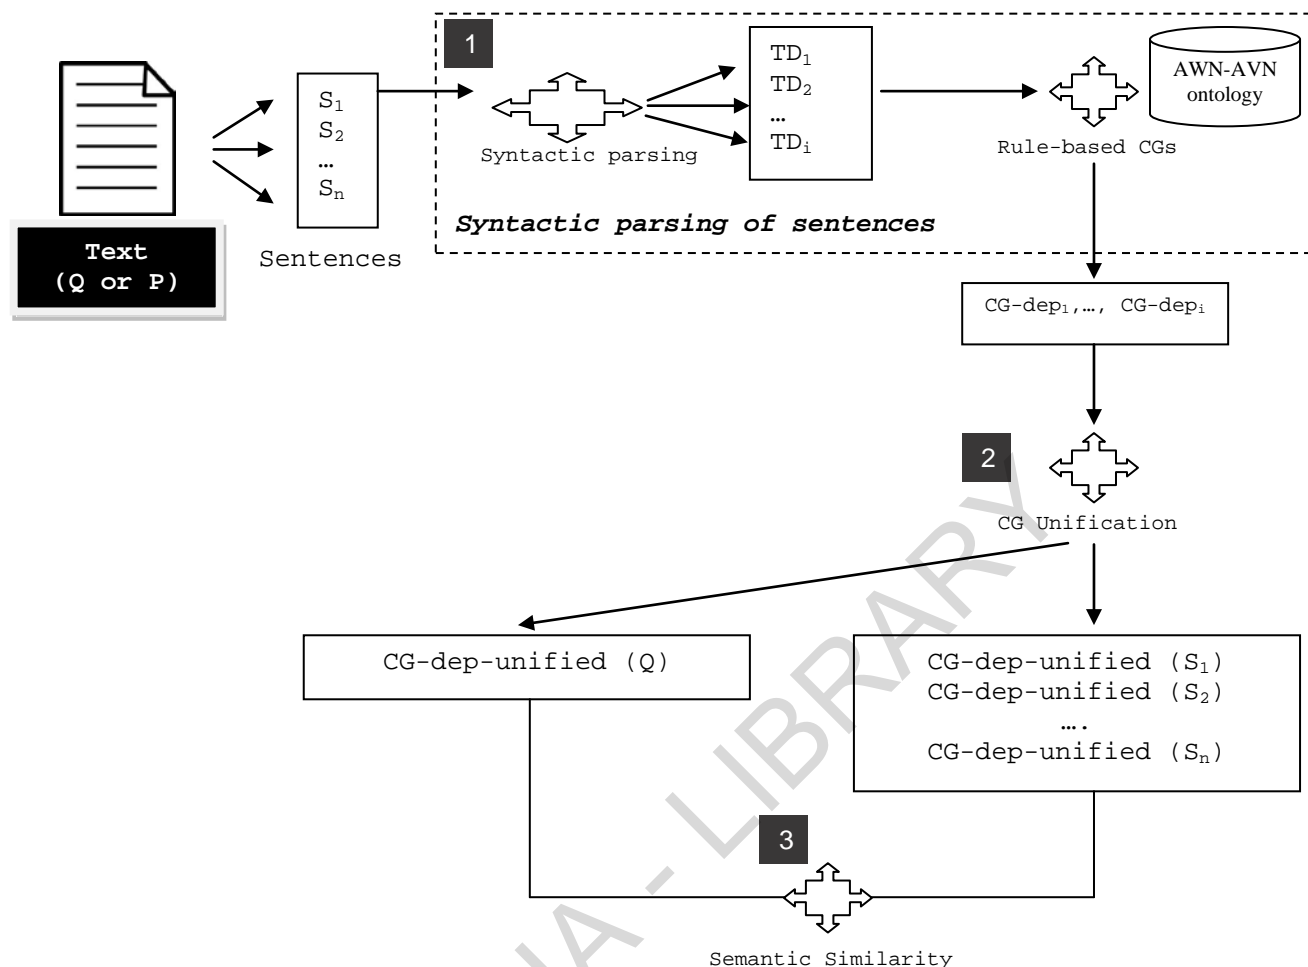 1
S₁
S₂
…
Sₙ
Sentences
Text
(Q or P)
Syntactic parsing
TD₁
TD₂
…
TDᵢ
Rule-based CGs
AWN-AVN
ontology
Syntactic parsing of sentences
CG-dep₁,…, CG-depᵢ
2
CG Unification
CG-dep-unified (Q)
CG-dep-unified (S₁)
CG-dep-unified (S₂)
….
CG-dep-unified (Sₙ)
3
Semantic Similarity
NA - LIBRARY